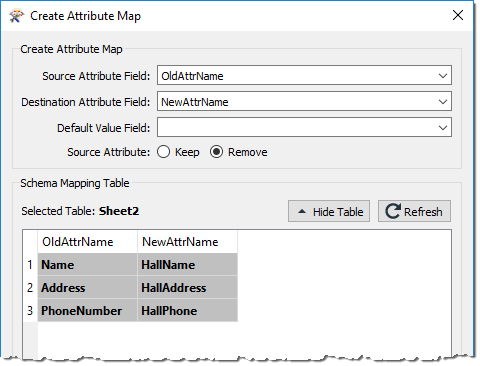 Create Attribute Map
Create Attribute Map
Source Attribute Field: OldAttrName
Destination Attribute Field: NewAttrName
Default Value Field:
Source Attribute: Keep Remove
Schema Mapping Table
Selected Table: Sheet2 Hide Table Refresh
OldAttrName NewAttrName
1 Name HallName
2 Address HallAddress
3 PhoneNumber HallPhone